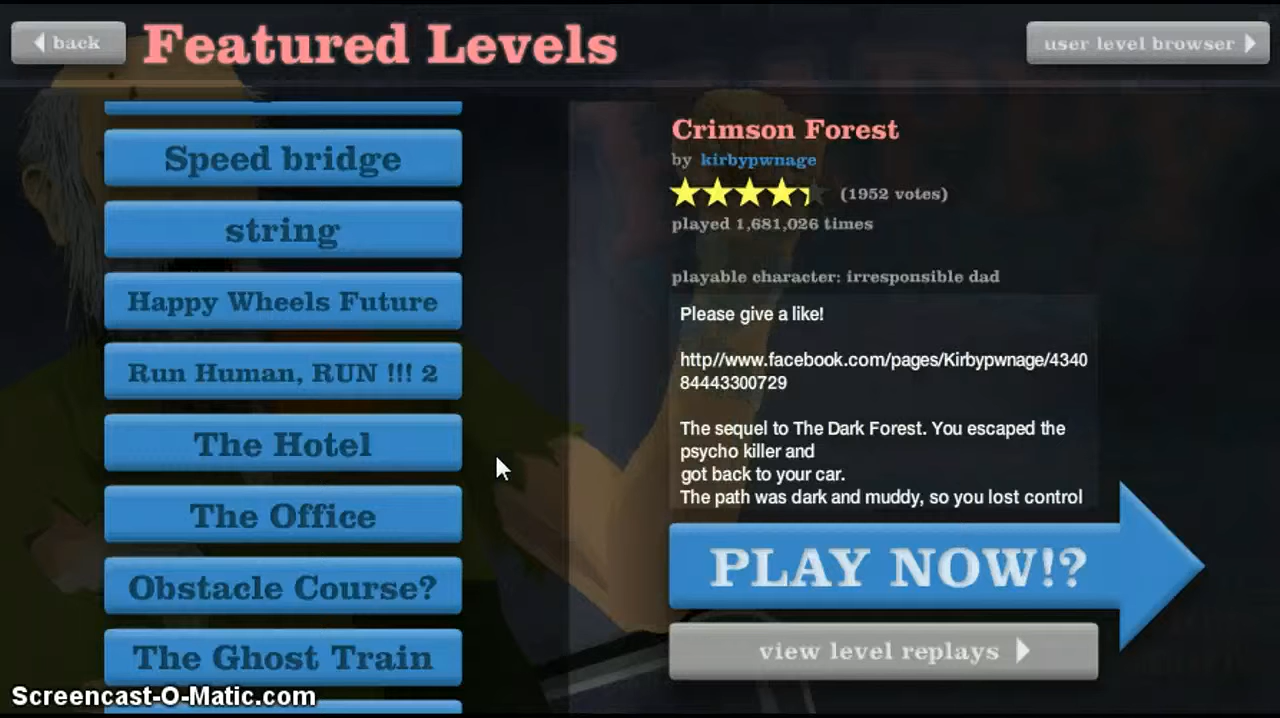 back
Featured Levels
user level browser
Speed bridge
string
Happy Wheels Future
Run Human, RUN !!! 2
The Hotel
The Office
Obstacle Course?
The Ghost Train
Crimson Forest
by kirbypwnage
(1952 votes)
played 1,681,026 times
playable character: irresponsible dad
Please give a like!
http//www.facebook.com/pages/Kirbypwnage/4340
84443300729
The sequel to The Dark Forest. You escaped the
psycho killer and
got back to your car.
The path was dark and muddy, so you lost control
PLAY NOW!?
view level replays
Screencast-O-Matic.com